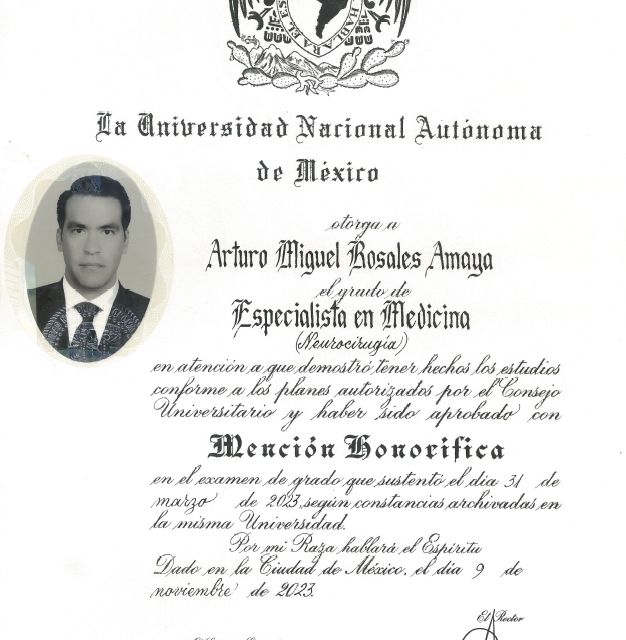 HABLARÁ EL ES
La Universidad Nacional Autónoma
de México
otorga a
Arturo Miguel Rosales Amaya
el grado de
Especialista en Medicina
(Neurocirugía)
en atención a que demostró tener hechos los estudios
conforme a los planes autorizados por el Consejo
Universitario y haber sido aprobado con
Mención Honorífica
en el examen de grado que sustentó el día 31 de
marzo de 2023, según constancias archivadas en
la misma Universidad.
Por mi Raza hablará el Espíritu
Dado en la Ciudad de México, el día 9 de
noviembre de 2023.
El Rector